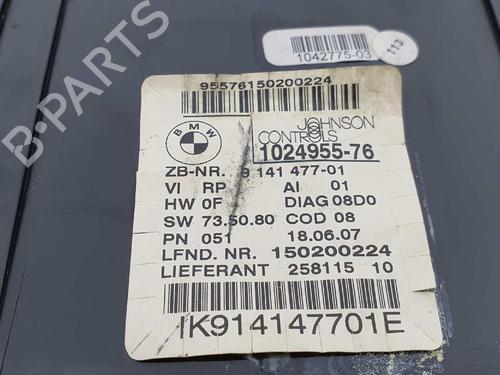 1042775-03
113
95576150200224
BMW
JOHNSON
CONTROLS
1024955-76
ZB-NR. 9 141 477-01
VI RP AI 01
HW 0F DIAG 08D0
SW 73.50.80 COD 08
PN 051 18.06.07
LFND. NR. 150200224
LIEFERANT 258115 10
IK914147701E
B-PARTS